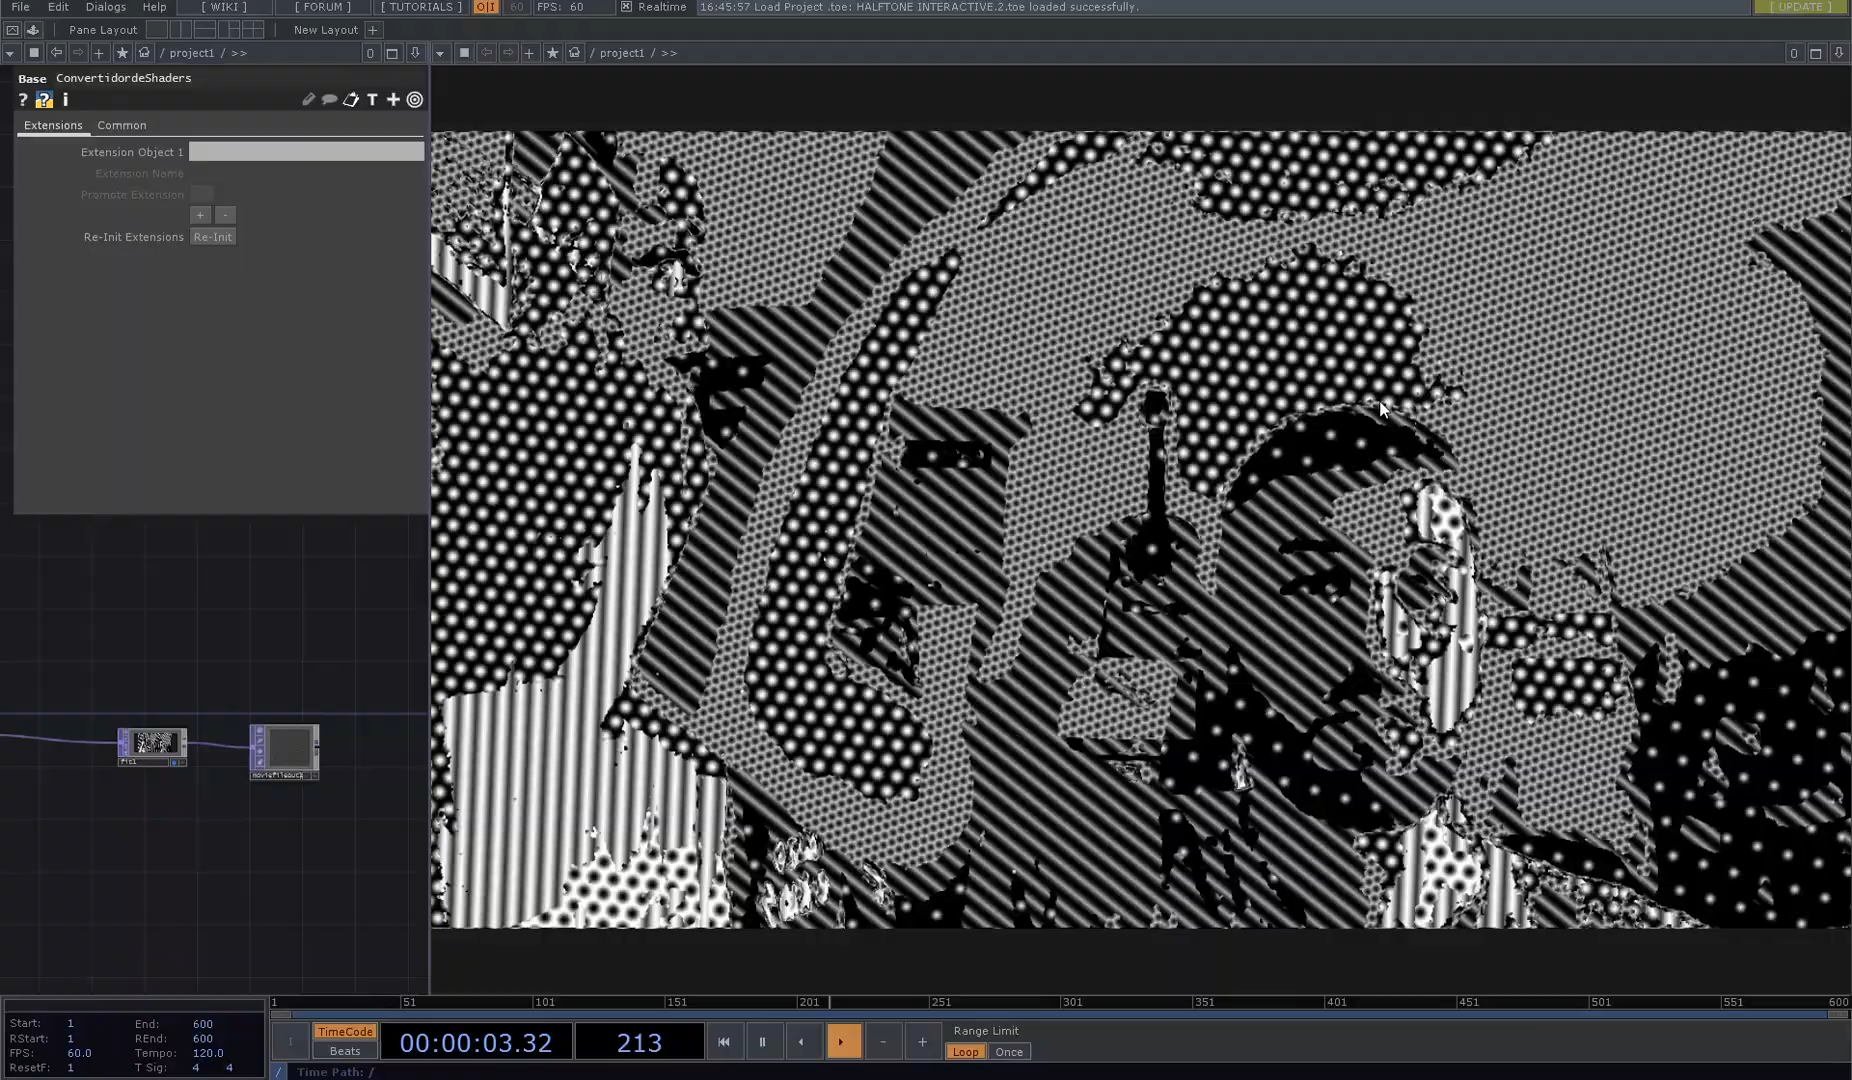 File Edit Dialogs Help [ WIKI ] [ FORUM ] [ TUTORIALS ] O|I 60 FPS: 60 Realtime 16:45:57 Load Project .toe: HALFTONE INTERACTIVE.2.toe loaded successfully. [ UPDATE ]
Pane Layout New Layout +
/ project1 / >> 0 / project1 / >> 0
Base ConvertidordeShaders
? ? i T
Extensions Common
Extension Object 1
Extension Name
Promote Extension
+ -
Re-Init Extensions Re-Init
fit1
moviefileout1
1 51 101 151 201 251 301 351 401 451 501 551 600
Start: 1 End: 600
RStart: 1 REnd: 600
FPS: 60.0 Tempo: 120.0
ResetF: 1 T Sig: 4 4
TimeCode
Beats
00:00:03.32 213
- +
Range Limit
Loop Once
/ Time Path: /